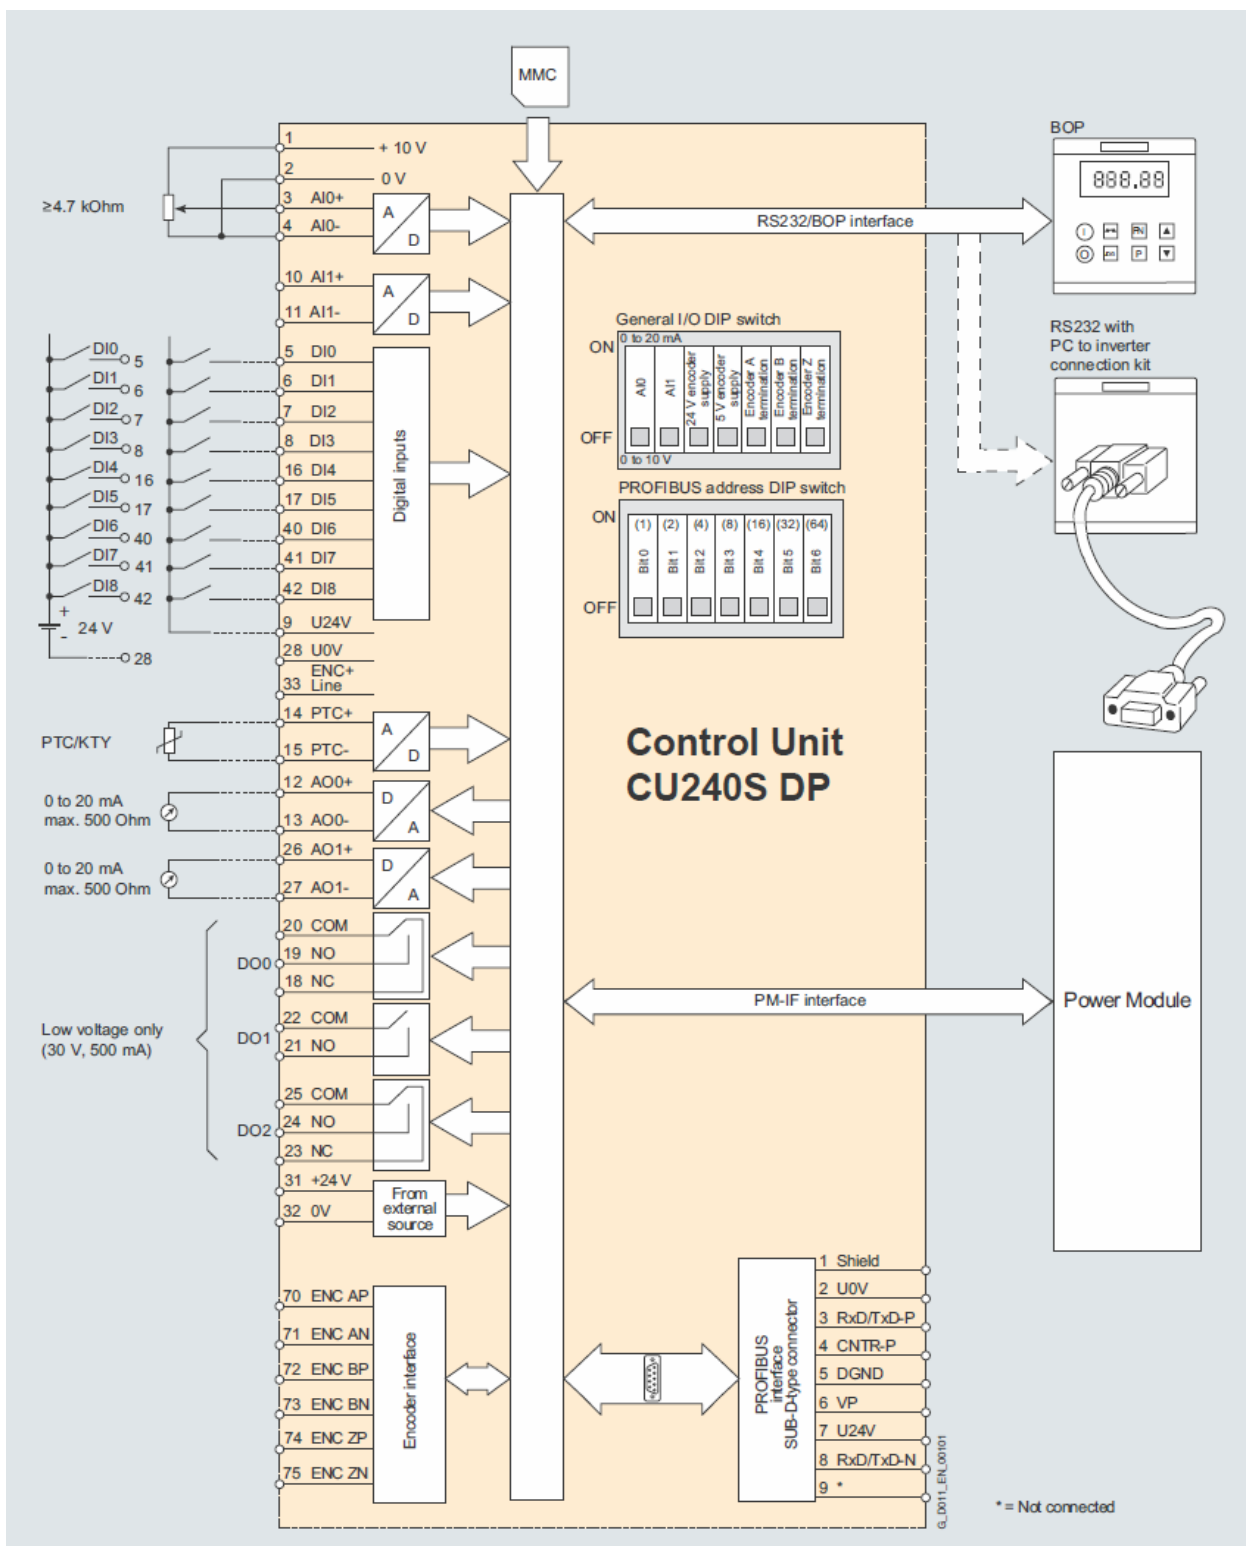 MMC
BOP
888.88
I
FN
O
JOG
P
1
+ 10 V
2
0 V
≥4.7 kOhm
3 AI0+
4 AI0-
A
D
RS232/BOP interface
10 AI1+
11 AI1-
A
D
General I/O DIP switch
ON
0 to 20 mA
AI0
AI1
24 V encoder supply
5 V encoder supply
Encoder A termination
Encoder B termination
Encoder Z termination
OFF
0 to 10 V
RS232 with
PC to inverter
connection kit
PROFIBUS address DIP switch
ON
(1) (2) (4) (8) (16) (32) (64)
Bit 0
Bit 1
Bit 2
Bit 3
Bit 4
Bit 5
Bit 6
OFF
DI0 5
DI1 6
DI2 7
DI3 8
DI4 16
DI5 17
DI6 40
DI7 41
DI8 42
+
24 V
-
28
5 DI0
6 DI1
7 DI2
8 DI3
16 DI4
17 DI5
40 DI6
41 DI7
42 DI8
Digital inputs
9 U24V
28 U0V
ENC+
33 Line
14 PTC+
PTC/KTY
15 PTC-
A
D
Control Unit
CU240S DP
12 AO0+
0 to 20 mA
max. 500 Ohm
13 AO0-
D
A
26 AO1+
0 to 20 mA
max. 500 Ohm
27 AO1-
D
A
20 COM
DO0
19 NO
18 NC
PM-IF interface
Power Module
22 COM
Low voltage only
(30 V, 500 mA)
DO1
21 NO
25 COM
24 NO
DO2
23 NC
31 +24 V
32 0V
From
external
source
70 ENC AP
71 ENC AN
72 ENC BP
73 ENC BN
74 ENC ZP
75 ENC ZN
Encoder interface
PROFIBUS
interface
SUB-D-type connector
1 Shield
2 U0V
3 RxD/TxD-P
4 CNTR-P
5 DGND
6 VP
7 U24V
8 RxD/TxD-N
9 *
G_D011_EN_00101
* = Not connected